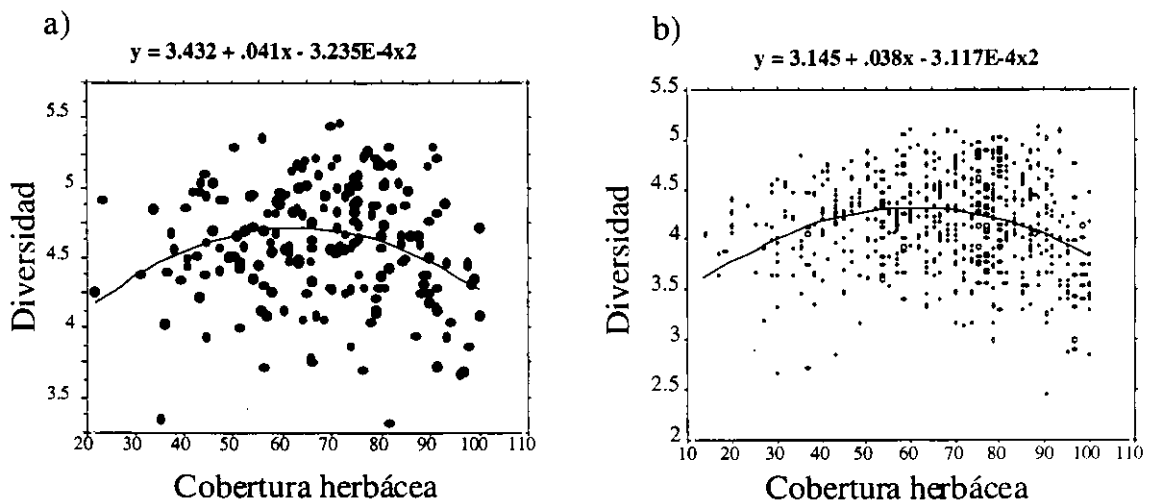 a)
y = 3.432 + .041x - 3.235E-4x2
5.5
5
4.5
4
3.5
20 30 40 50 60 70 80 90 100 110
Diversidad
Cobertura herbácea
b)
y = 3.145 + .038x - 3.117E-4x2
5.5
5
4.5
4
3.5
3
2.5
2
10 20 30 40 50 60 70 80 90 100 110
Diversidad
Cobertura herbácea